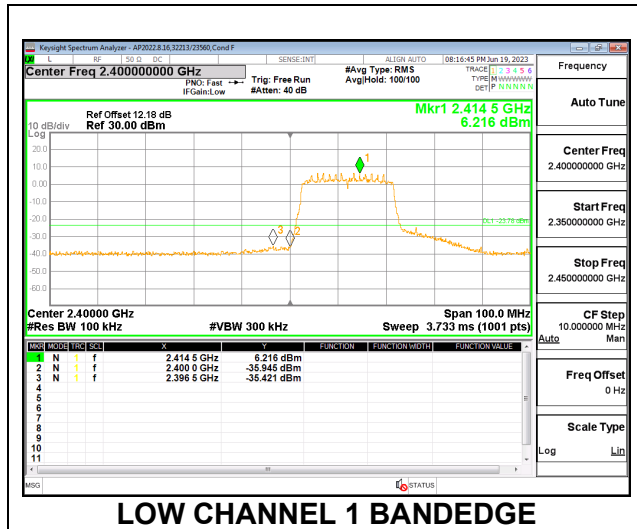 Keysight Spectrum Analyzer - AP2022.8.16,32213/23560,Cond F
L RF 50 Ω DC SENSE:INT ALIGN AUTO 08:16:45 PM Jun 19, 2023
Center Freq 2.400000000 GHz
PNO: Fast
IFGain:Low
Trig: Free Run
#Atten: 40 dB
#Avg Type: RMS
Avg|Hold: 100/100
TRACE 1 2 3 4 5 6
TYPE M W W W W W
DET P N N N N N
Frequency
Auto Tune
Center Freq
2.400000000 GHz
Start Freq
2.350000000 GHz
Stop Freq
2.450000000 GHz
CF Step
10.000000 MHz
Auto Man
Freq Offset
0 Hz
Scale Type
Log Lin
Mkr1 2.414 5 GHz
6.216 dBm
Ref Offset 12.18 dB
10 dB/div Ref 30.00 dBm
Log
20.0
10.0
0.00
-10.0
-20.0
-30.0
-40.0
-50.0
-60.0
1
2
3
Center 2.40000 GHz Span 100.0 MHz
#Res BW 100 kHz #VBW 300 kHz Sweep 3.733 ms (1001 pts)
MKR MODE TRC SCL X Y FUNCTION FUNCTION WIDTH FUNCTION VALUE
1 N 1 f 2.414 5 GHz 6.216 dBm
2 N 1 f 2.400 0 GHz -35.945 dBm
3 N 1 f 2.396 5 GHz -35.421 dBm
4
5
6
7
8
9
10
11
MSG STATUS
LOW CHANNEL 1 BANDEDGE